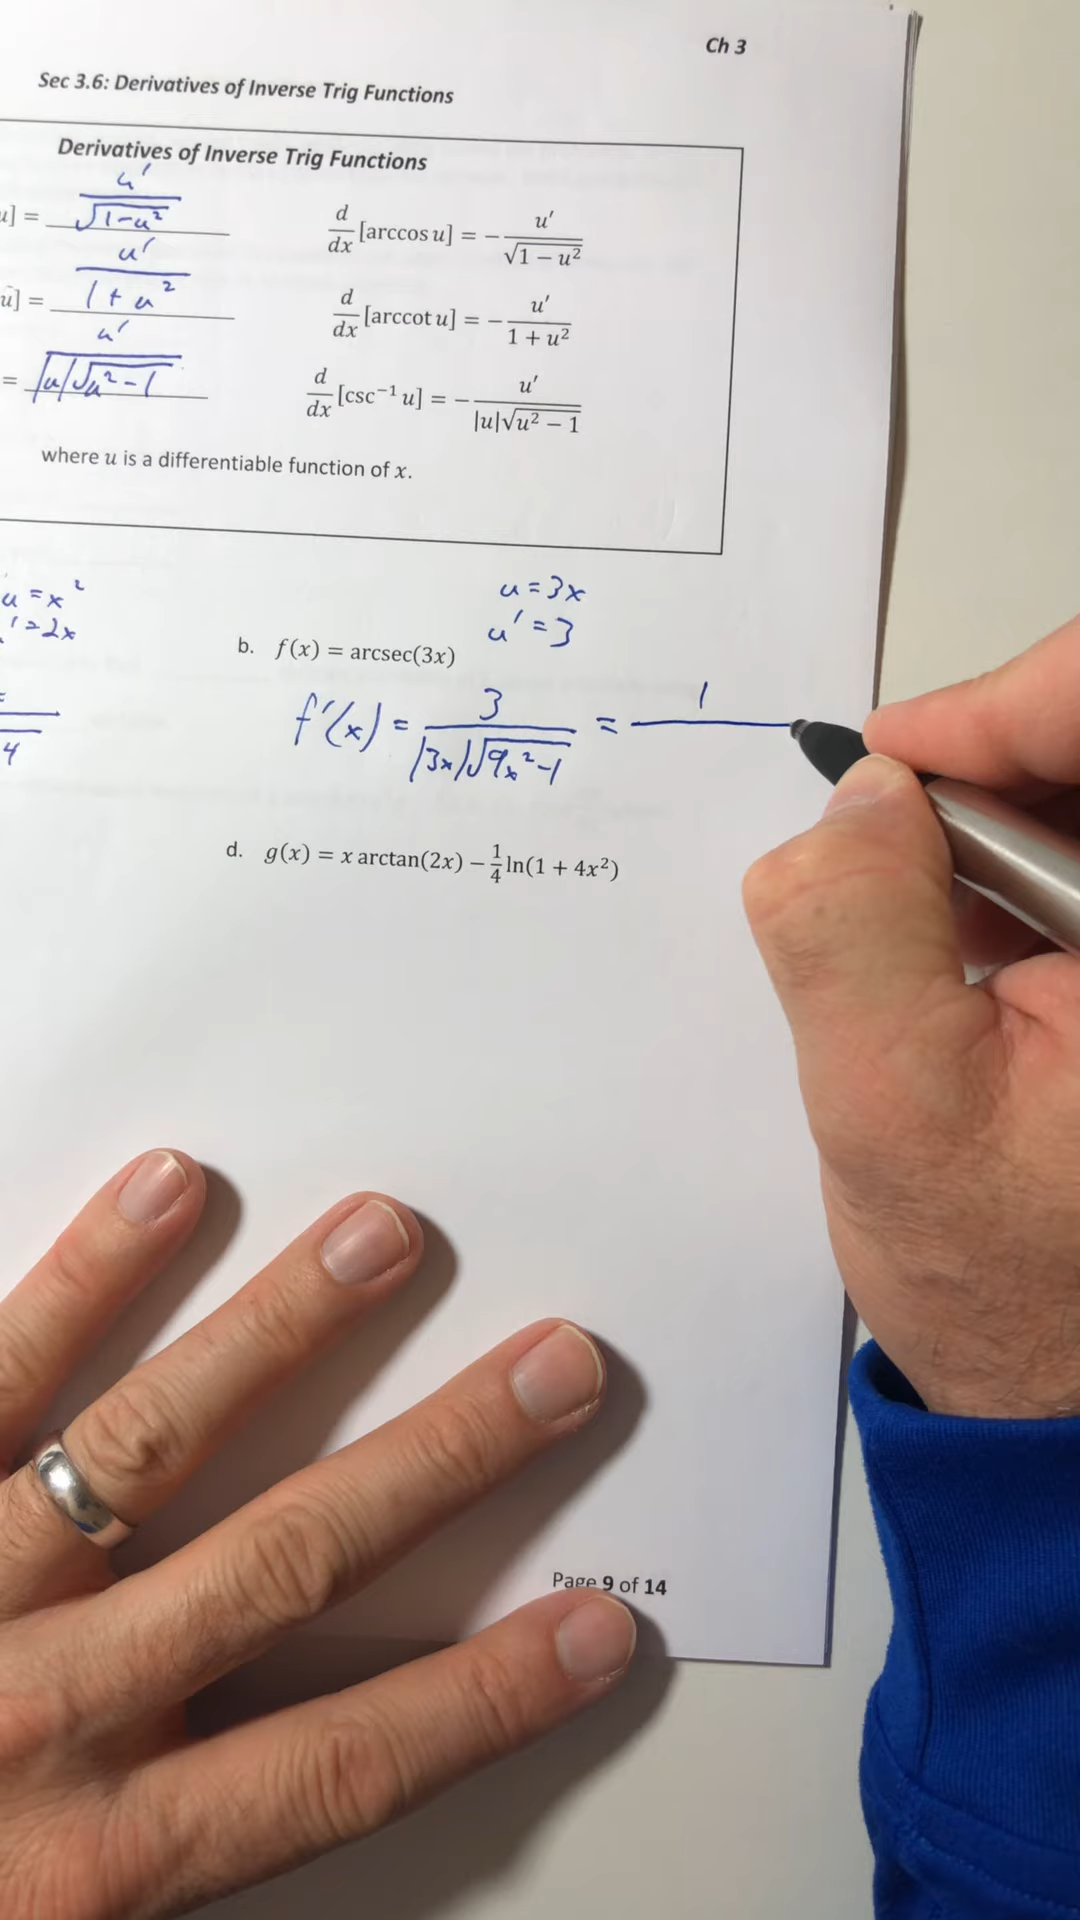 Ch 3
Sec 3.6: Derivatives of Inverse Trig Functions
Derivatives of Inverse Trig Functions
u] = u' / √(1-u²)
d/dx [arccos u] = − u' / √(1 − u²)
u] = u' / (1 + u²)
d/dx [arccot u] = − u' / (1 + u²)
= u' / (|u|√(u²-1))
d/dx [csc⁻¹ u] = − u' / (|u|√(u² − 1))
where u is a differentiable function of x.
u = x²
' = 2x
u = 3x
u' = 3
b. f(x) = arcsec(3x)
4
f'(x) = 3 / (|3x|√(9x²-1)) = 1 /
d. g(x) = x arctan(2x) − 1/4 ln(1 + 4x²)
Page 9 of 14